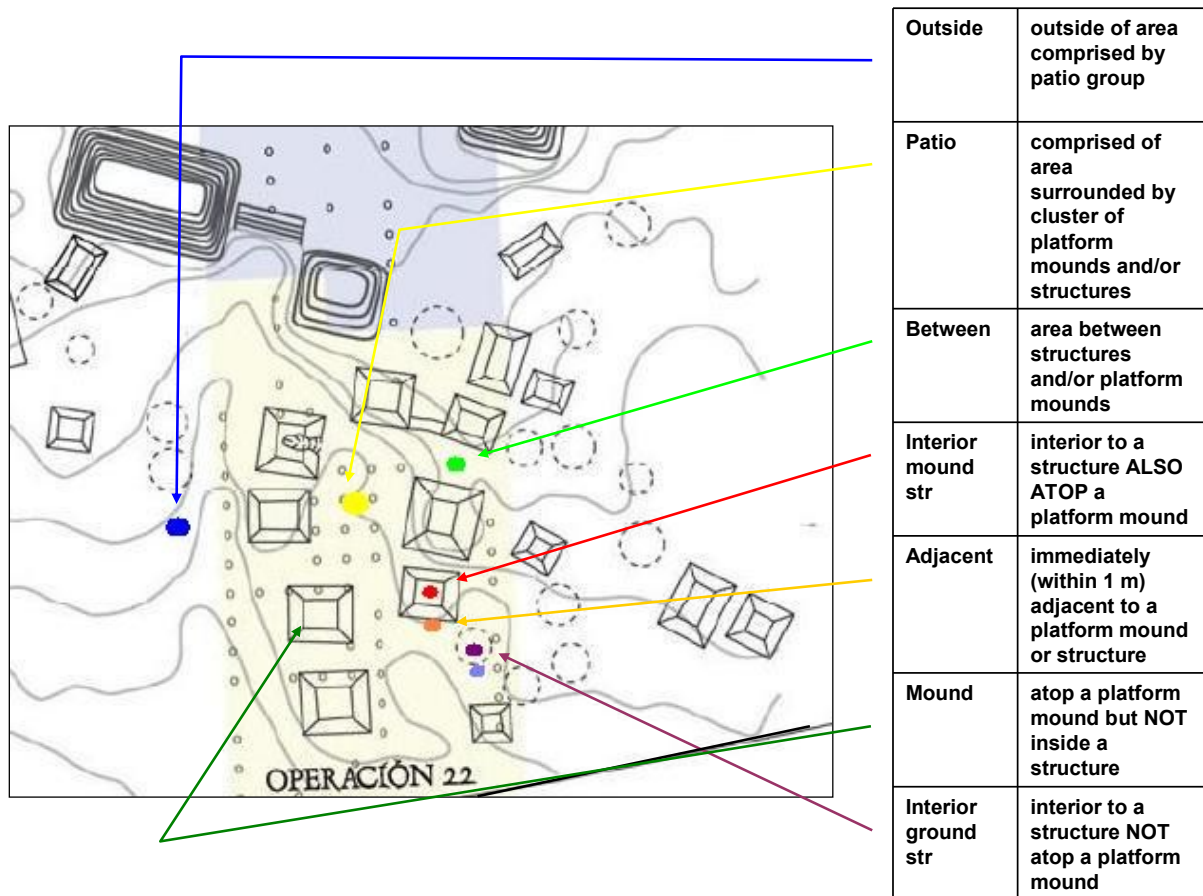 Outside
outside of area
comprised by
patio group
Patio
comprised of
area
surrounded by
cluster of
platform
mounds and/or
structures
Between
area between
structures
and/or platform
mounds
Interior
mound
str
interior to a
structure ALSO
ATOP a
platform mound
Adjacent
immediately
(within 1 m)
adjacent to a
platform mound
or structure
Mound
atop a platform
mound but NOT
inside a
structure
Interior
ground
str
interior to a
structure NOT
atop a platform
mound
OPERACÍÓN 22